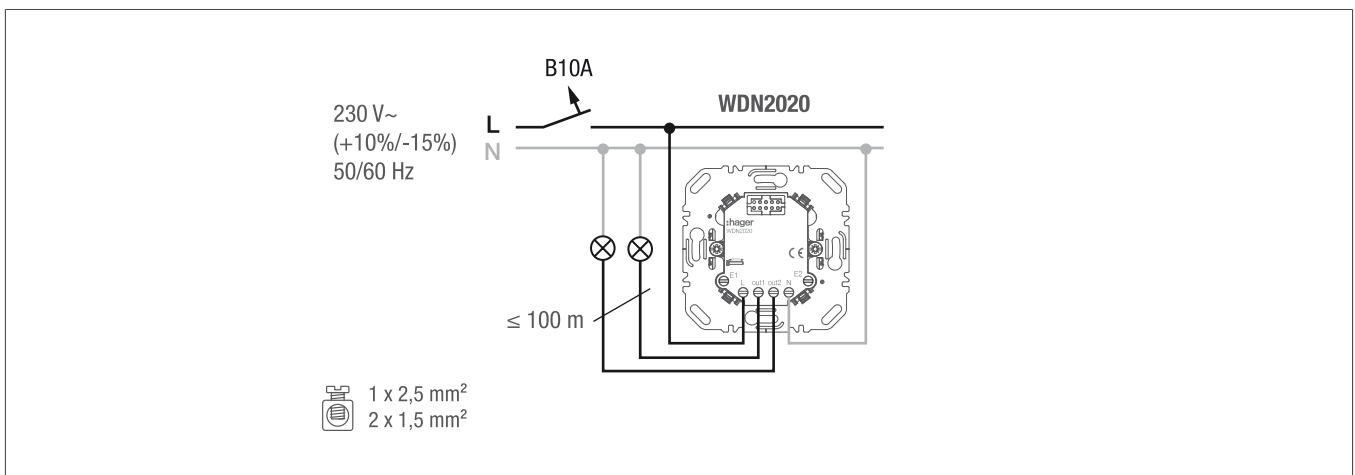 B10A
WDN2020
230 V~
(+10%/-15%)
50/60 Hz
L
N
:hager
WDN2020
CE
E1
E2
L out1 out2 N
≤ 100 m
1 x 2,5 mm²
2 x 1,5 mm²